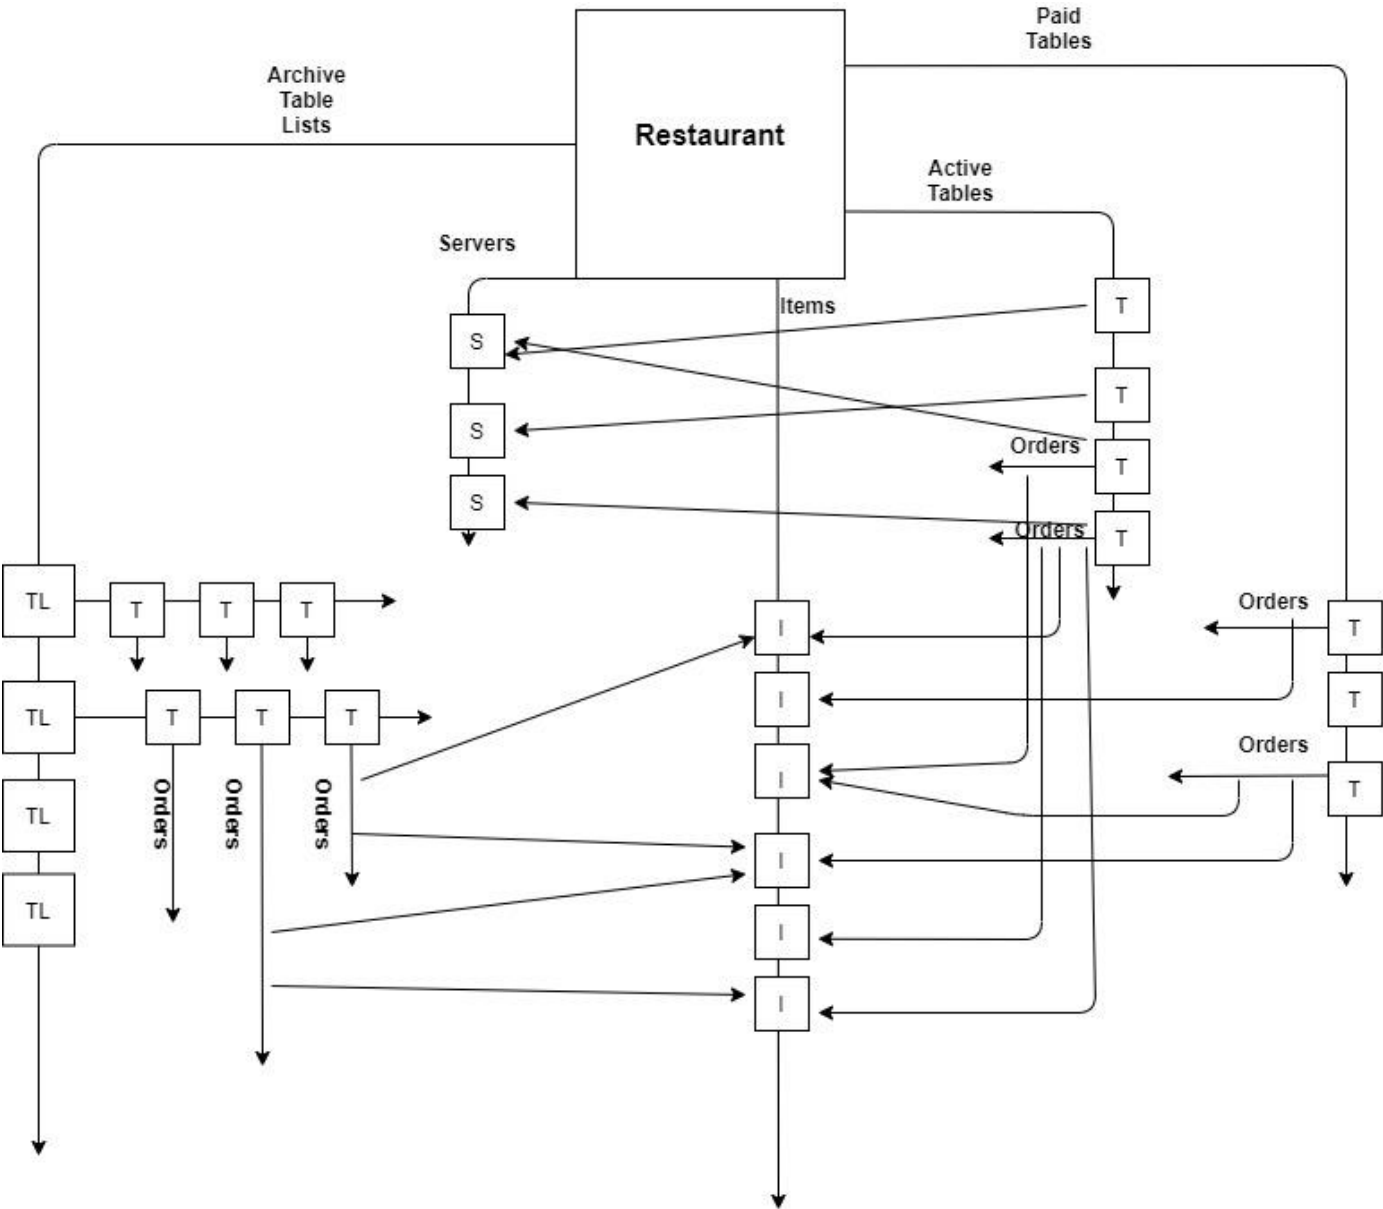 Paid
Tables
Archive
Table
Lists
Restaurant
Active
Tables
Servers
Items
T
S
T
S
Orders
T
S
Orders
T
TL
T
T
T
I
Orders
T
TL
T
T
T
I
T
Orders
I
T
TL
Orders
Orders
Orders
I
TL
I
I